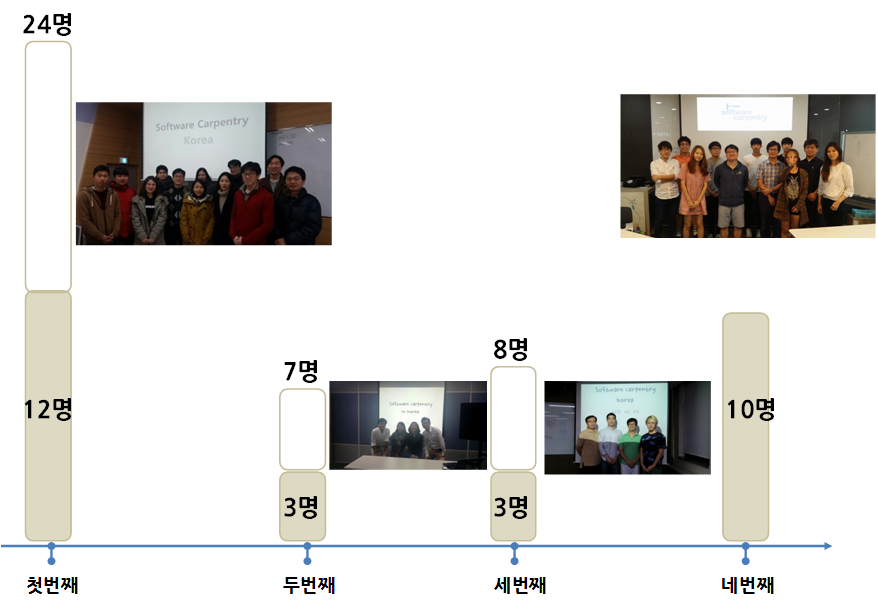 24명
Software Carpentry
Korea
software
carpentry
8명
7명
Software carpentry
in Korea
Software carpentry
Korea
12명
10명
3명
3명
첫번째
두번째
세번째
네번째